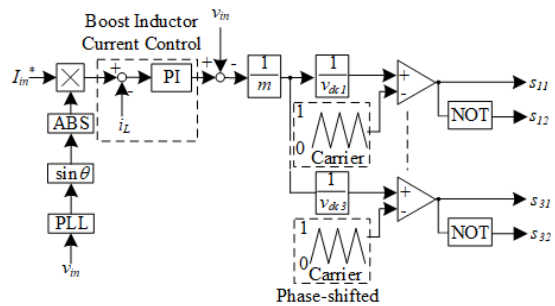 Boost Inductor
Current Control
v_in
I_in*
+
-
PI
+
-
i_L
1
m
1
v_dc1
+
-
s_11
NOT
s_12
1
0
Carrier
ABS
sin θ
PLL
v_in
1
v_dc3
+
-
s_31
NOT
s_32
1
0
Carrier
Phase-shifted